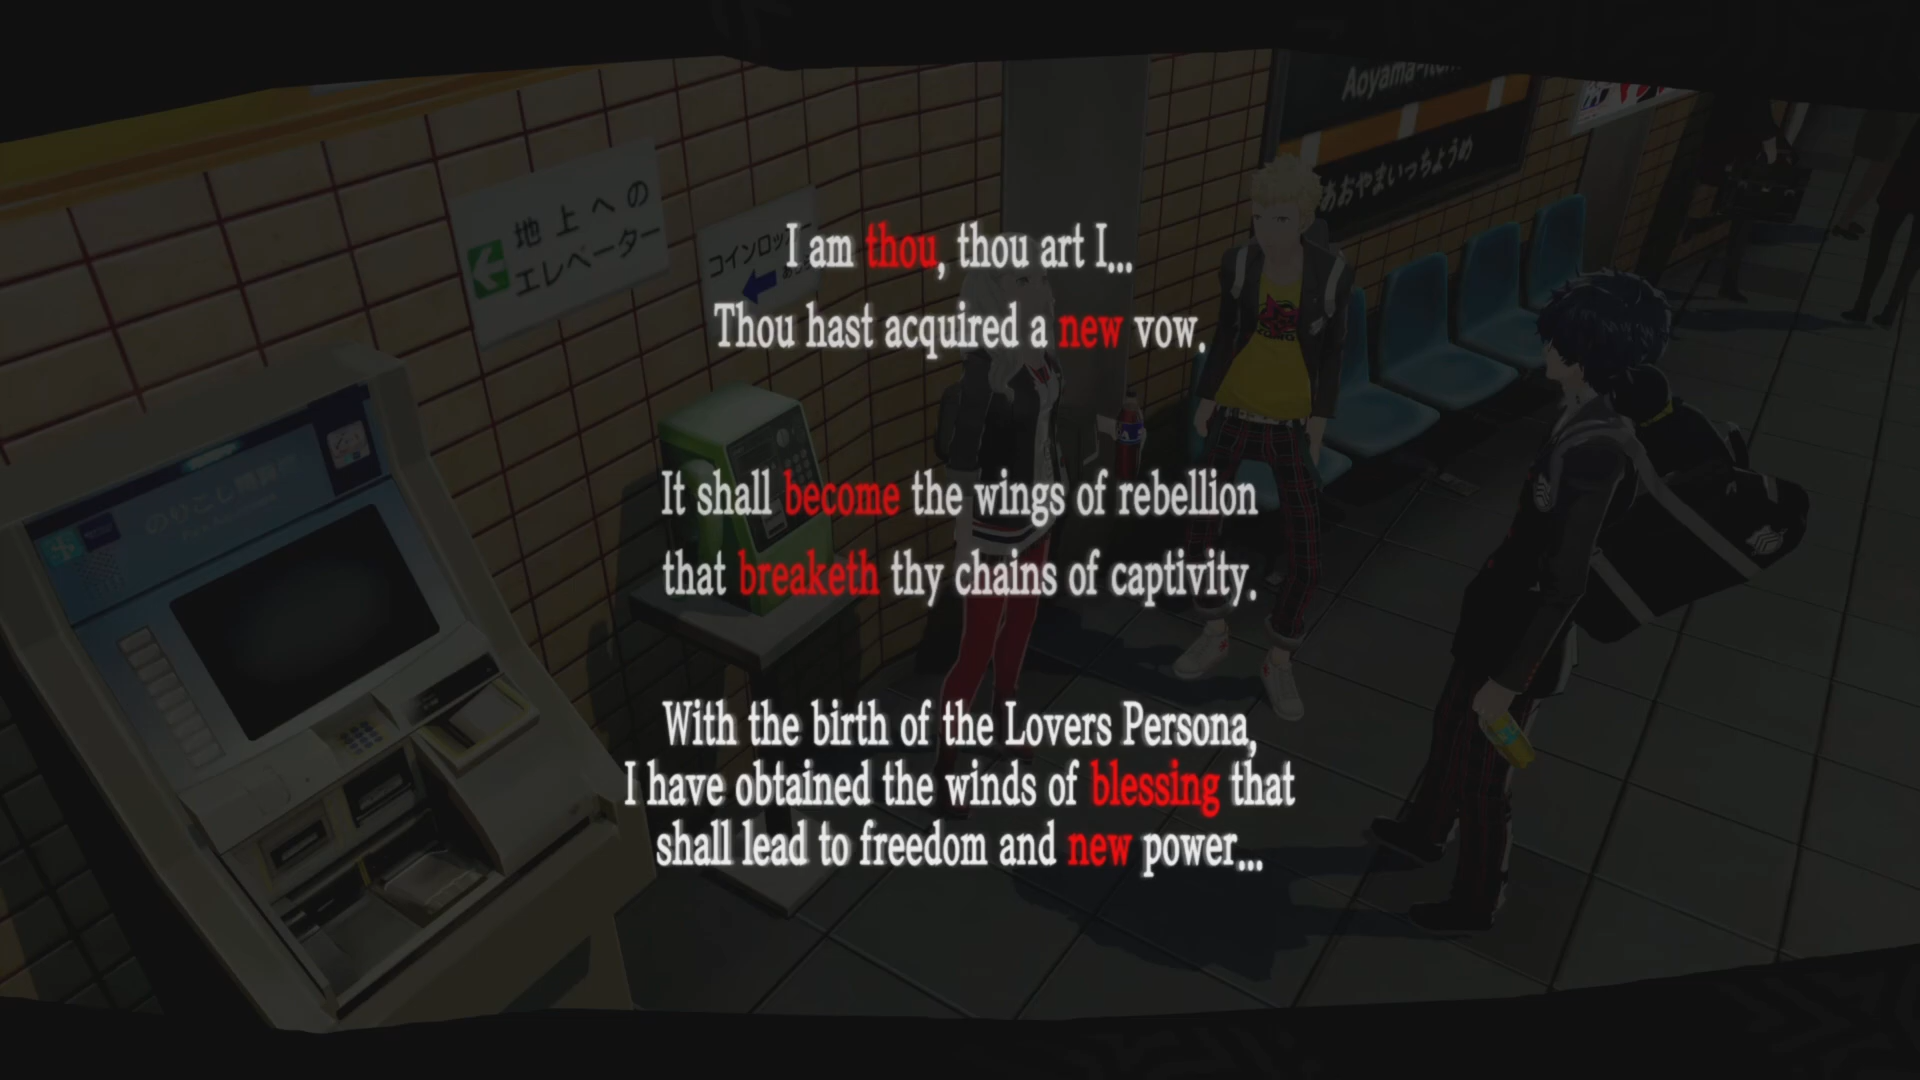 Aoyama-
あおやまいっちょうめ
地上への
エレベーター
コインロッカー
I am thou, thou art I...
Thou hast acquired a new vow.
It shall become the wings of rebellion
that breaketh thy chains of captivity.
With the birth of the Lovers Persona,
I have obtained the winds of blessing that
shall lead to freedom and new power...